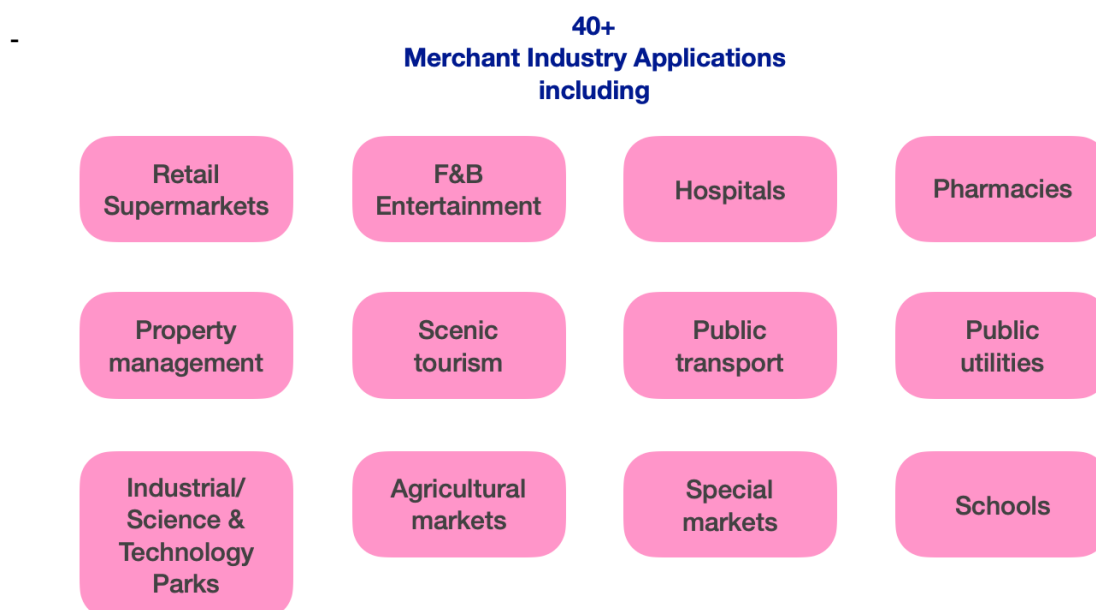 -
40+
Merchant Industry Applications
including
Retail
Supermarkets
F&B
Entertainment
Hospitals
Pharmacies
Property
management
Scenic
tourism
Public
transport
Public
utilities
Industrial/
Science &
Technology
Parks
Agricultural
markets
Special
markets
Schools